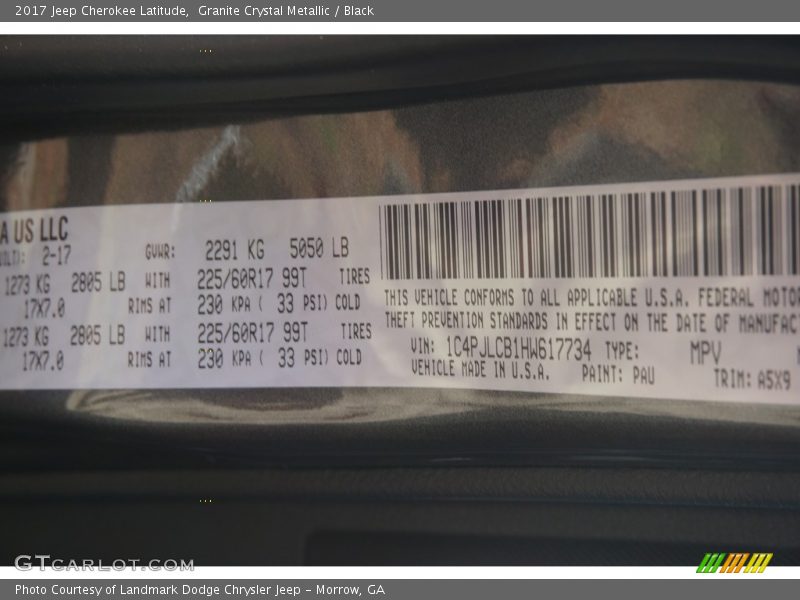 2017 Jeep Cherokee Latitude,  Granite Crystal Metallic / Black
A US LLC
2-17 GVWR: 2291 KG 5050 LB
1273 KG 2805 LB WITH 225/60R17 99T TIRES
17X7.0 RIMS AT 230 KPA ( 33 PSI) COLD
1273 KG 2805 LB WITH 225/60R17 99T TIRES
17X7.0 RIMS AT 230 KPA ( 33 PSI) COLD
THIS VEHICLE CONFORMS TO ALL APPLICABLE U.S.A. FEDERAL MOTOR
THEFT PREVENTION STANDARDS IN EFFECT ON THE DATE OF MANUFAC
VIN: 1C4PJLCB1HW617734 TYPE: MPV
VEHICLE MADE IN U.S.A. PAINT: PAU TRIM: A5X9
GTCARLOT.COM
Photo Courtesy of Landmark Dodge Chrysler Jeep – Morrow, GA